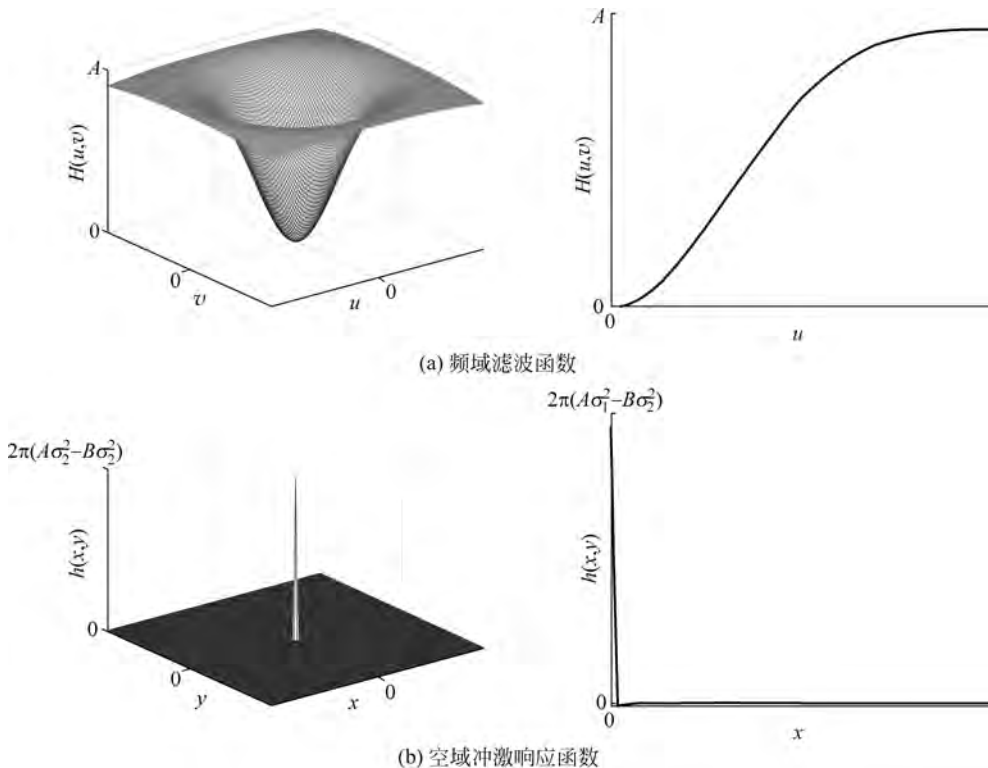 A
H(u,v)
0
0
v
u
0
A
H(u,v)
0
0
u
(a) 频域滤波函数
2π(Aσ₂²–Bσ₂²)
h(x,y)
0
0
y
x
0
2π(Aσ₁²–Bσ₂²)
h(x,y)
0
0
x
(b) 空域冲激响应函数